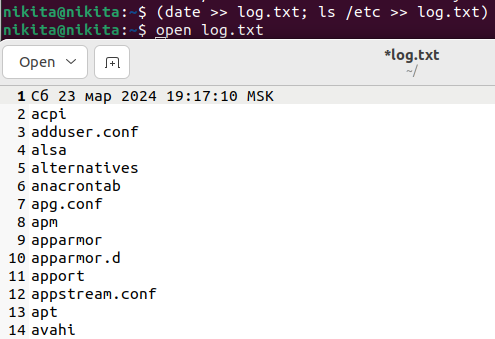 nikita@nikita:~$ (date >> log.txt; ls /etc >> log.txt)
nikita@nikita:~$ open log.txt
Open
*log.txt
~/
1 Сб 23 мар 2024 19:17:10 MSK
2 acpi
3 adduser.conf
4 alsa
5 alternatives
6 anacrontab
7 apg.conf
8 apm
9 apparmor
10 apparmor.d
11 apport
12 appstream.conf
13 apt
14 avahi